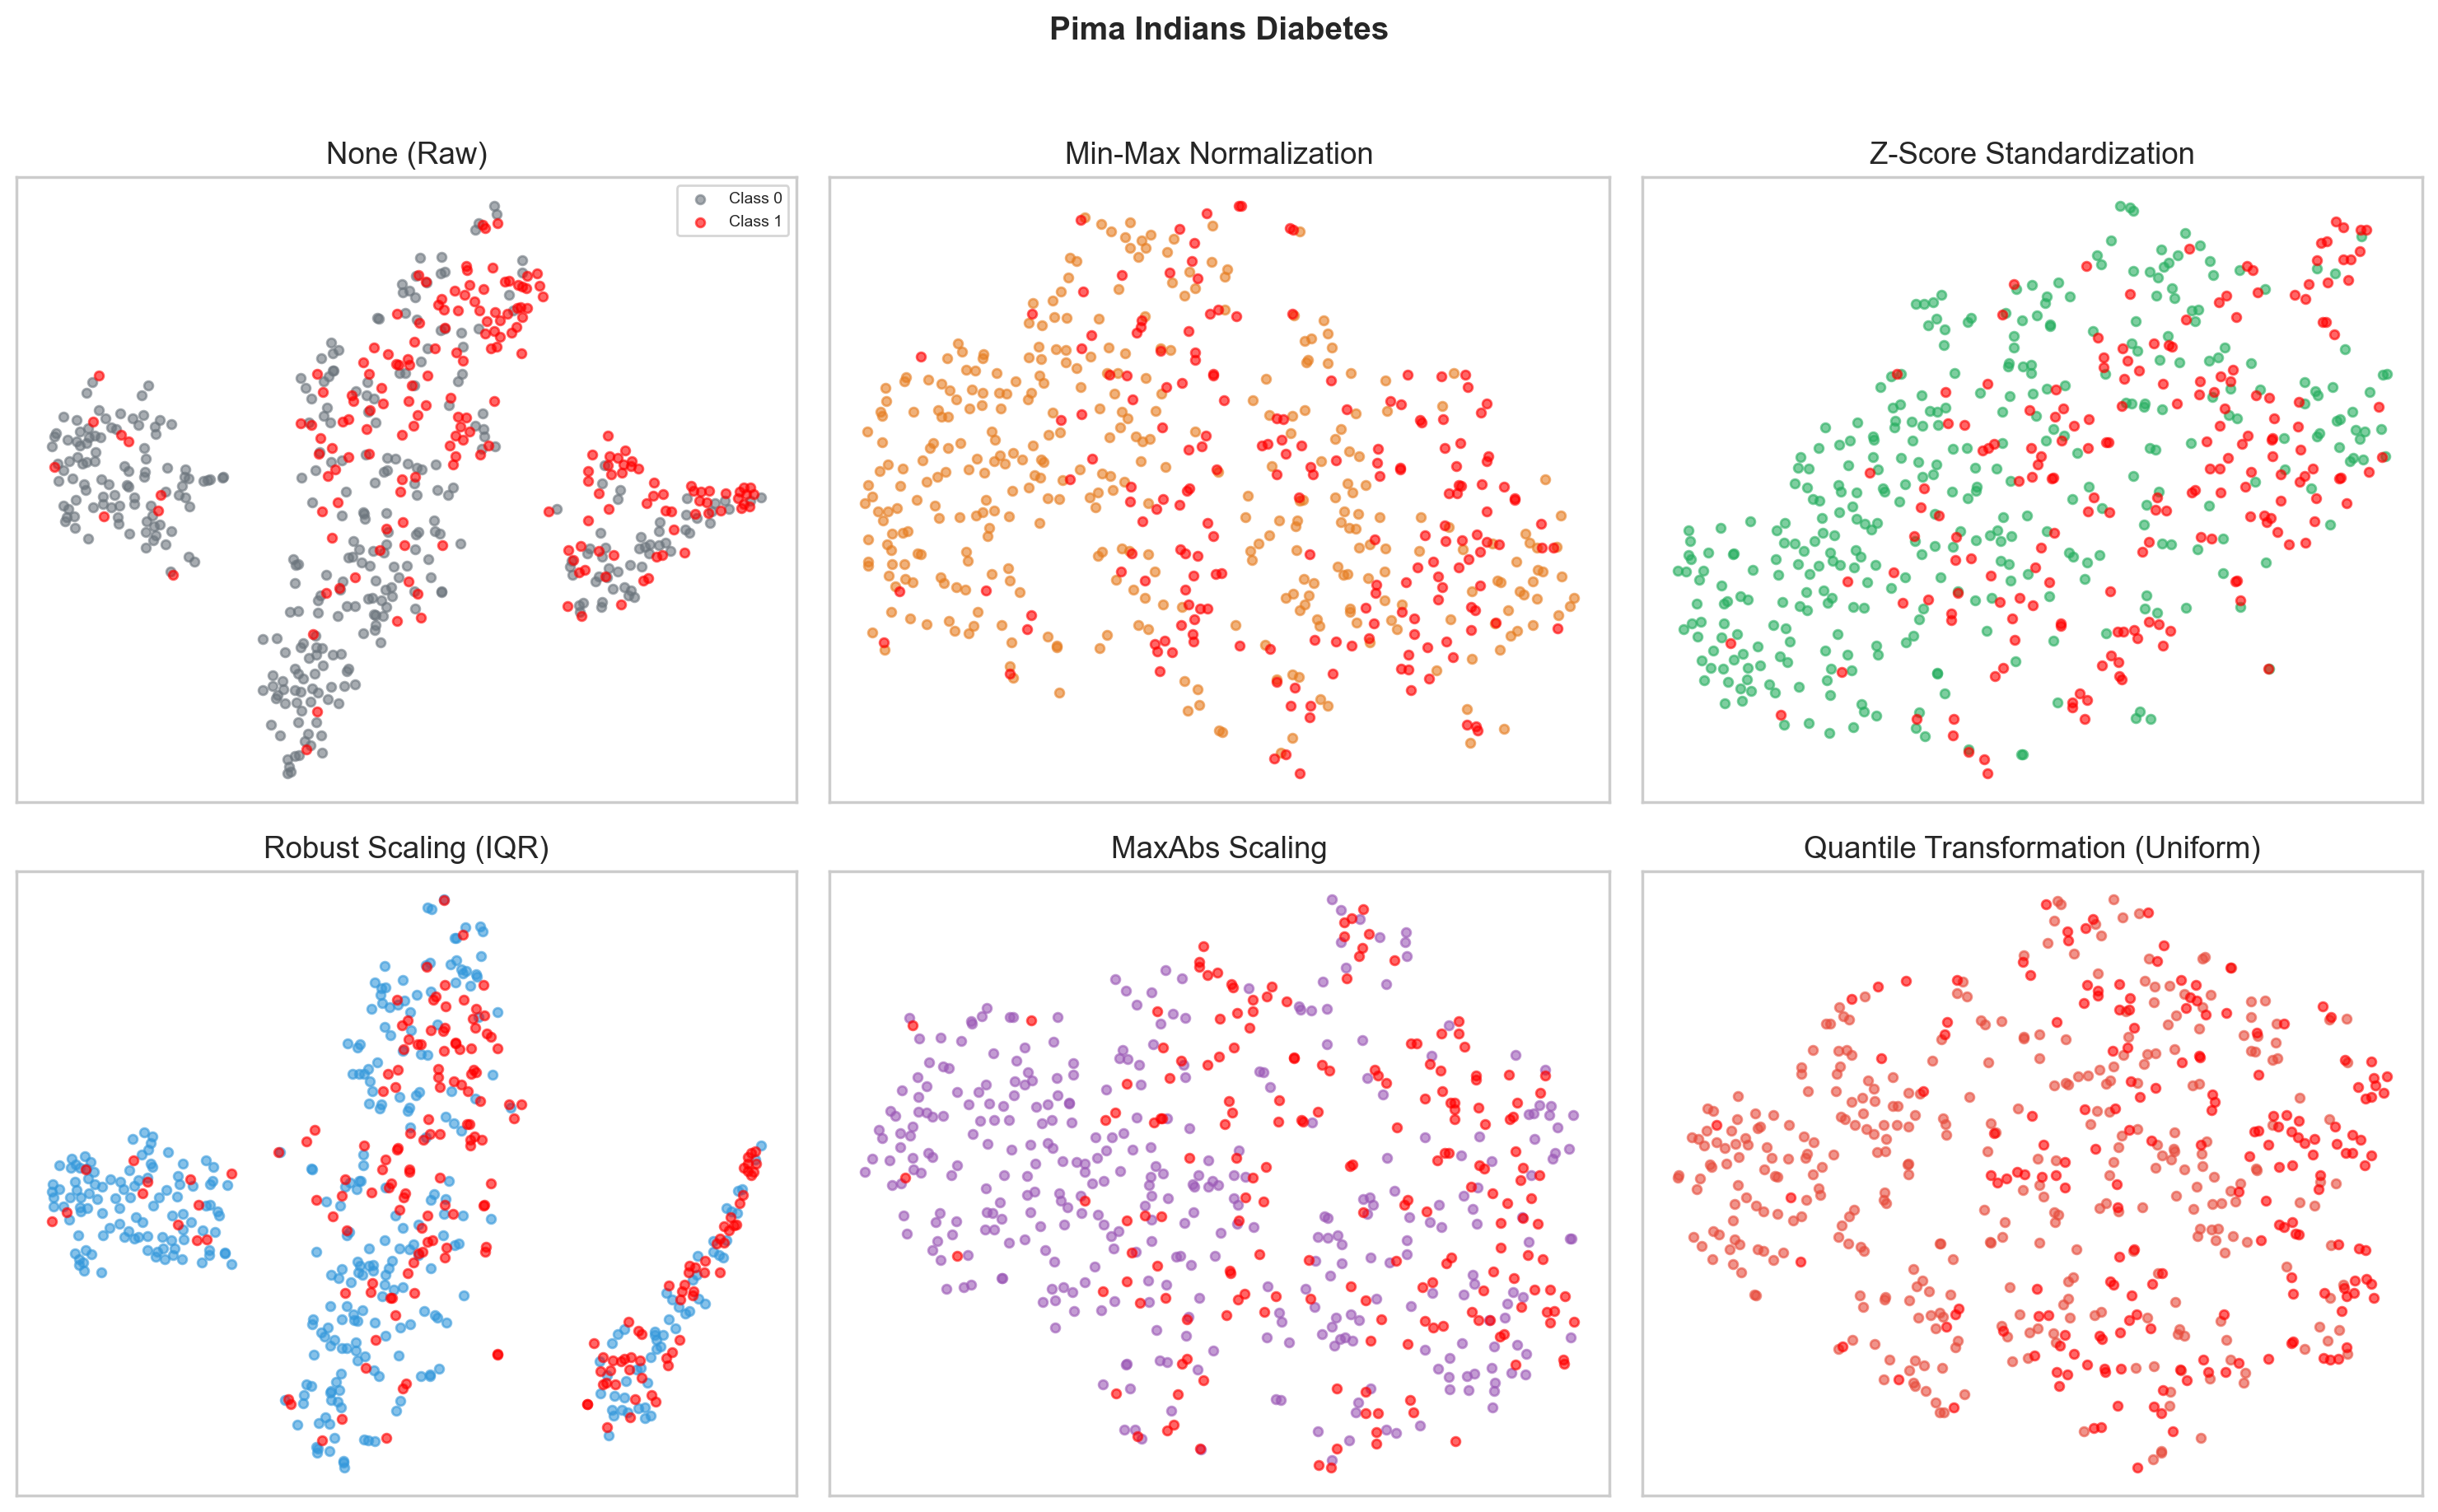 Pima Indians Diabetes
None (Raw)
Min-Max Normalization
Z-Score Standardization
Class 0
Class 1
Robust Scaling (IQR)
MaxAbs Scaling
Quantile Transformation (Uniform)